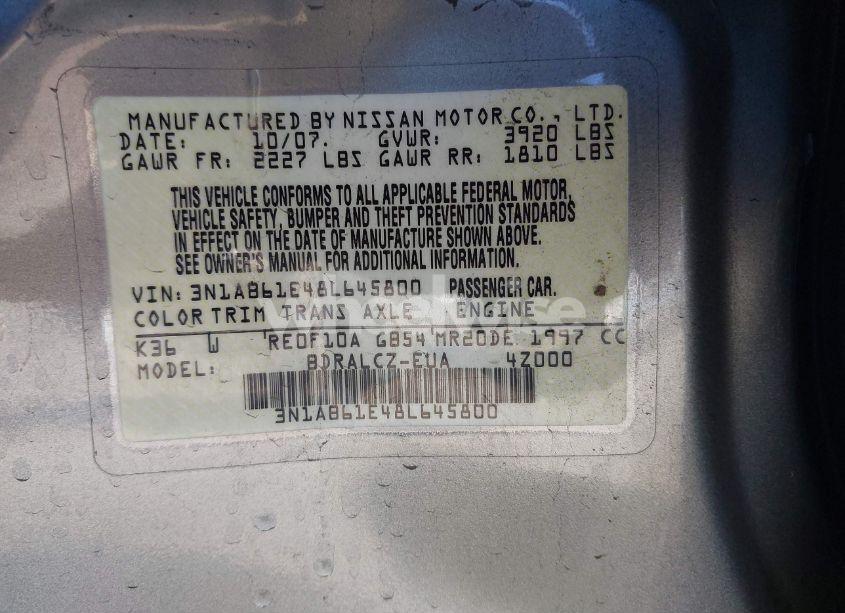 MANUFACTURED BY NISSAN MOTOR CO., LTD.
DATE: 10/07. GVWR: 3920 LBS
GAWR FR: 2227 LBS GAWR RR: 1810 LBS
THIS VEHICLE CONFORMS TO ALL APPLICABLE FEDERAL MOTOR,
VEHICLE SAFETY, BUMPER AND THEFT PREVENTION STANDARDS
IN EFFECT ON THE DATE OF MANUFACTURE SHOWN ABOVE.
SEE OWNER'S MANUAL FOR ADDITIONAL INFORMATION.
VIN: 3N1AB61E48L645800 PASSENGER CAR.
COLOR TRIM TRANS AXLE ENGINE
K36 W RE0F10A GB54 MR20DE 1997 CC
MODEL: BDRALCZ-EUA 4Z000
3N1AB61E48L645800